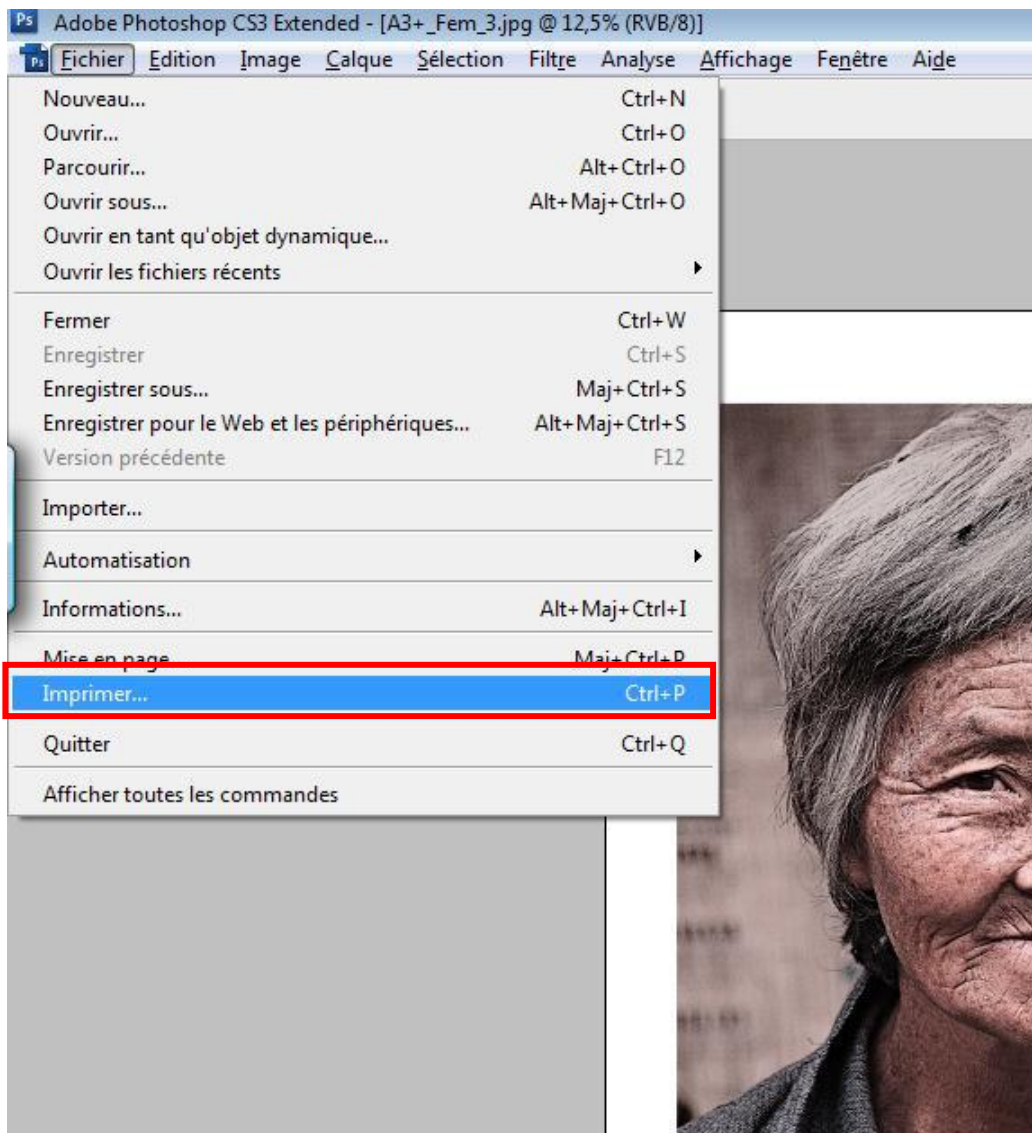 Ps Adobe Photoshop CS3 Extended - [A3+_Fem_3.jpg @ 12,5% (RVB/8)]
Ps Fichier Edition Image Calque Sélection Filtre Analyse Affichage Fenêtre Aide
Nouveau... Ctrl+N
Ouvrir... Ctrl+O
Parcourir... Alt+Ctrl+O
Ouvrir sous... Alt+Maj+Ctrl+O
Ouvrir en tant qu'objet dynamique...
Ouvrir les fichiers récents
Fermer Ctrl+W
Enregistrer Ctrl+S
Enregistrer sous... Maj+Ctrl+S
Enregistrer pour le Web et les périphériques... Alt+Maj+Ctrl+S
Version précédente F12
Importer...
Automatisation
Informations... Alt+Maj+Ctrl+I
Mise en page Maj+Ctrl+P
Imprimer... Ctrl+P
Quitter Ctrl+Q
Afficher toutes les commandes